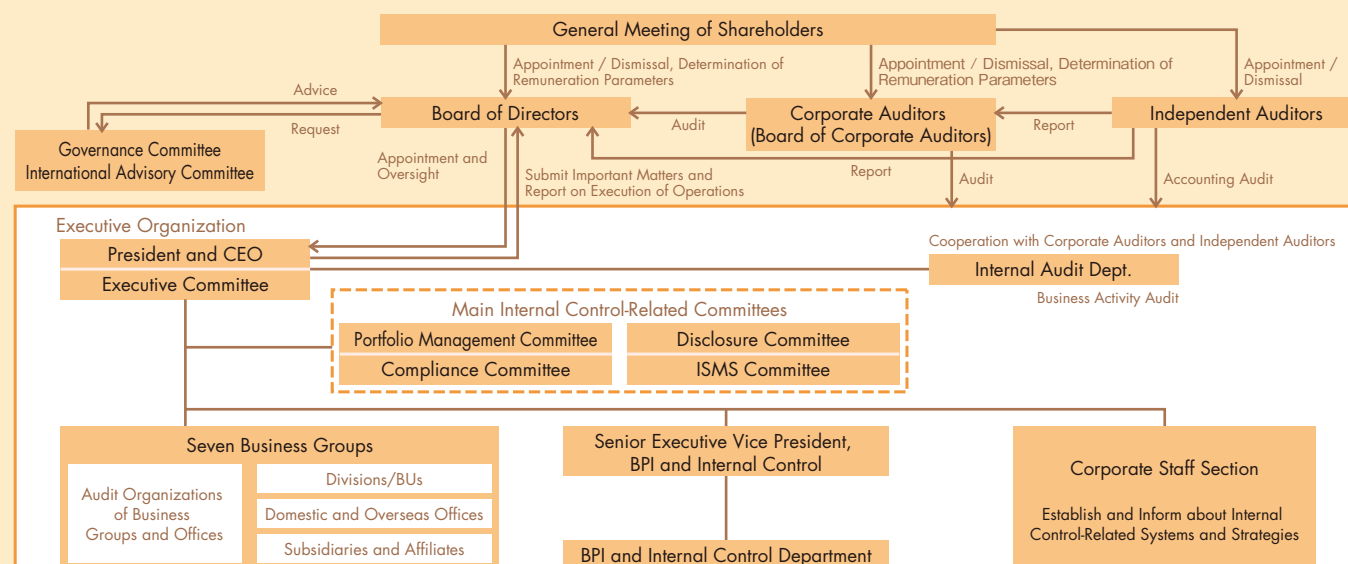 General Meeting of Shareholders
Appointment / Dismissal, Determination of
Remuneration Parameters
Appointment / Dismissal, Determination of
Remuneration Parameters
Appointment /
Dismissal
Advice
Request
Board of Directors
Audit
Corporate Auditors
(Board of Corporate Auditors)
Report
Independent Auditors
Governance Committee
International Advisory Committee
Appointment and
Oversight
Submit Important Matters and
Report on Execution of Operations
Report
Audit
Accounting Audit
Executive Organization
President and CEO
Executive Committee
Cooperation with Corporate Auditors and Independent Auditors
Internal Audit Dept.
Business Activity Audit
Main Internal Control-Related Committees
Portfolio Management Committee
Disclosure Committee
Compliance Committee
ISMS Committee
Seven Business Groups
Audit Organizations
of Business
Groups and Offices
Divisions/BUs
Domestic and Overseas Offices
Subsidiaries and Affiliates
Senior Executive Vice President,
BPI and Internal Control
BPI and Internal Control Department
Corporate Staff Section
Establish and Inform about Internal
Control-Related Systems and Strategies